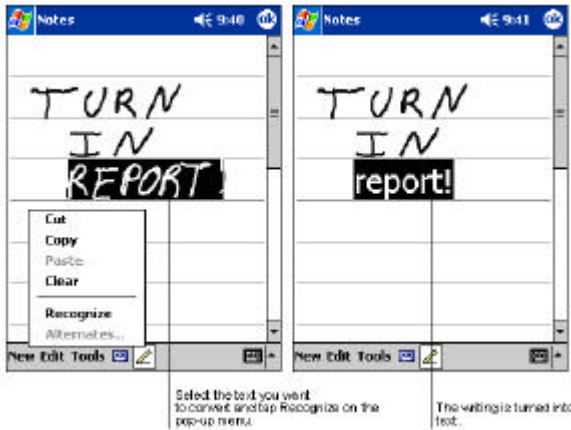 Notes 9:40 ok
TURN
IN
REPORT!
Cut
Copy
Paste
Clear
Recognize
Alternates...
New Edit Tools
Select the text you want
to convert and tap Recognize on the
pop-up menu.
Notes 9:41 ok
TURN
IN
report!
New Edit Tools
The writing is turned into
text.